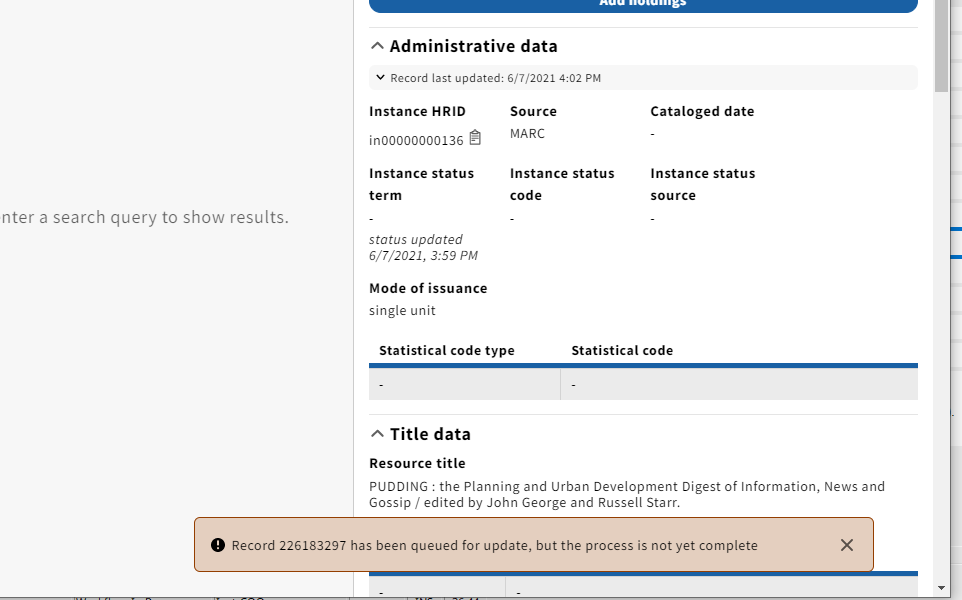 Add holdings
Administrative data
Record last updated: 6/7/2021 4:02 PM
Instance HRID Source Cataloged date
in00000000136 MARC -
Instance status term Instance status code Instance status source
- - -
status updated
6/7/2021, 3:59 PM
Mode of issuance
single unit
Statistical code type Statistical code
- -
Title data
Resource title
PUDDING : the Planning and Urban Development Digest of Information, News and
Gossip / edited by John George and Russell Starr.
enter a search query to show results.
Record 226183297 has been queued for update, but the process is not yet complete
- -